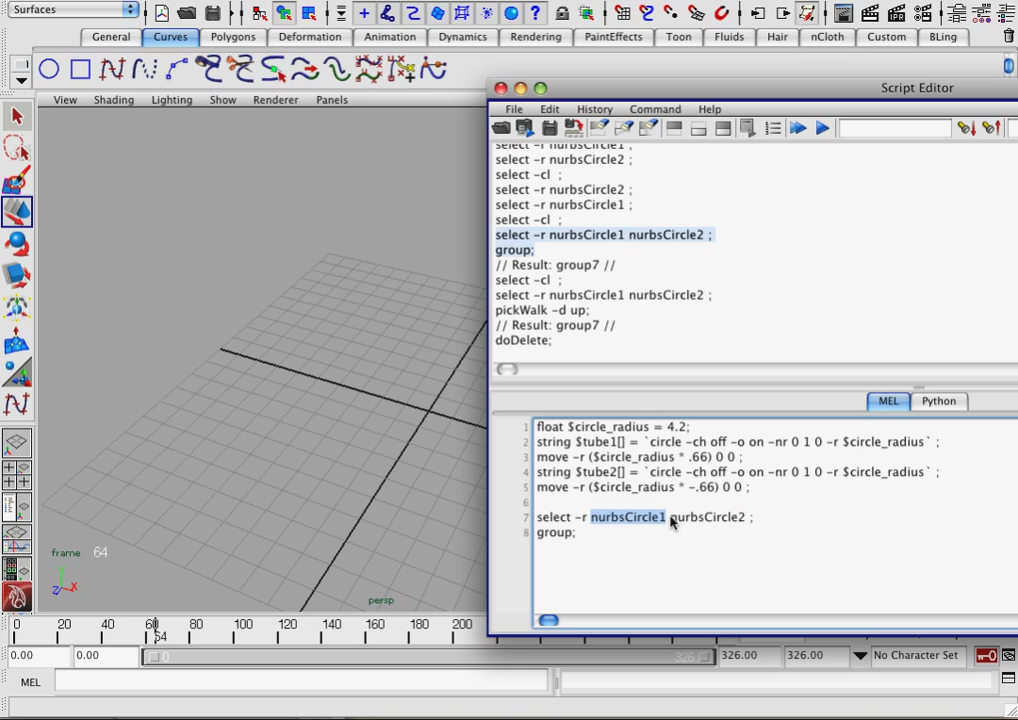 Surfaces
General Curves Polygons Deformation Animation Dynamics Rendering PaintEffects Toon Fluids Hair nCloth Custom BLing
View Shading Lighting Show Renderer Panels
Script Editor
File Edit History Command Help
select -r nurbsCircle1 ;
select -r nurbsCircle2 ;
select -cl  ;
select -r nurbsCircle2 ;
select -r nurbsCircle1 ;
select -cl  ;
select -r nurbsCircle1 nurbsCircle2 ;
group;
// Result: group7 //
select -cl  ;
select -r nurbsCircle1 nurbsCircle2 ;
pickWalk -d up;
// Result: group7 //
doDelete;
MEL Python
1 float $circle_radius = 4.2;
2 string $tube1[] = `circle -ch off -o on -nr 0 1 0 -r $circle_radius` ;
3 move -r ($circle_radius * .66) 0 0 ;
4 string $tube2[] = `circle -ch off -o on -nr 0 1 0 -r $circle_radius` ;
5 move -r ($circle_radius * -.66) 0 0 ;
6
7 select -r nurbsCircle1 nurbsCircle2 ;
8 group;
frame 64
y
z x
persp
0 20 40 60 80 100 120 140 160 180 200
64
0.00 0.00 0 326 326.00 326.00 No Character Set
MEL